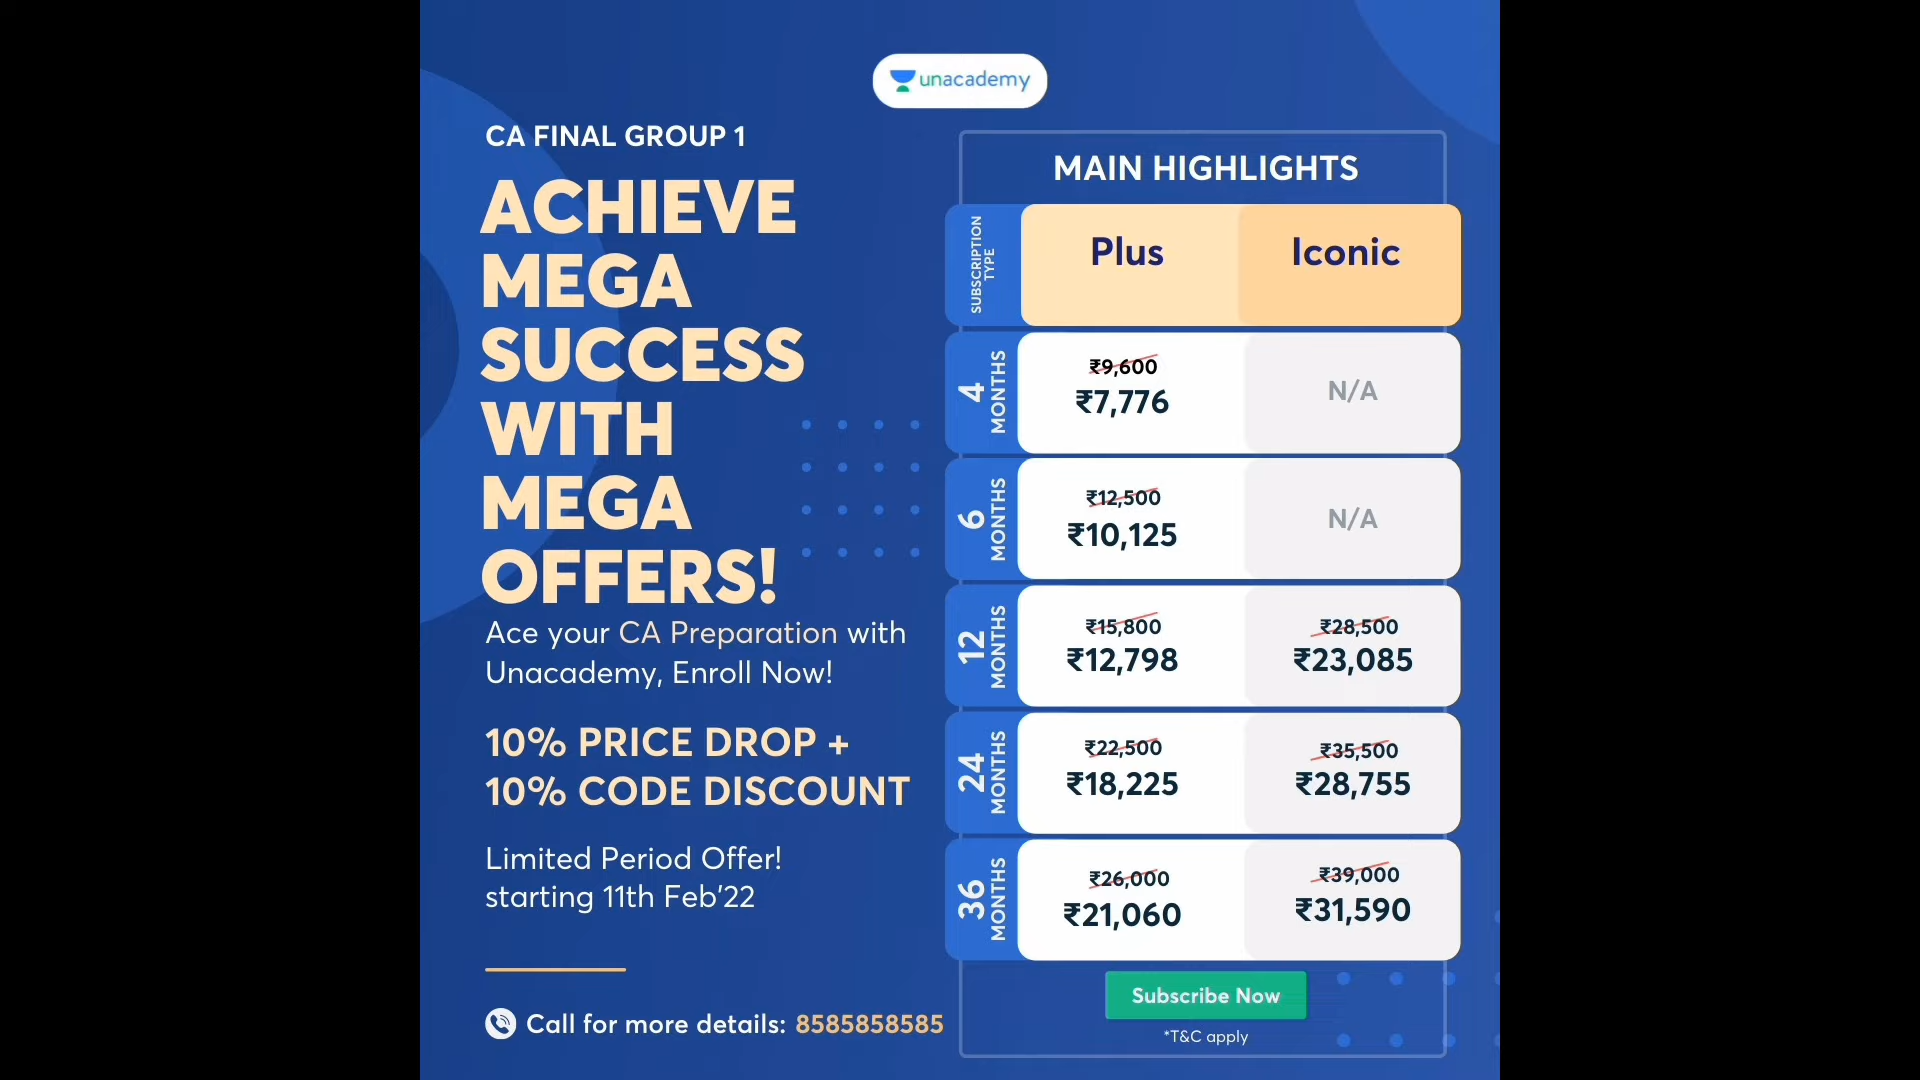 unacademy
CA FINAL GROUP 1
ACHIEVE
MEGA
SUCCESS
WITH
MEGA
OFFERS!
Ace your CA Preparation with
Unacademy, Enroll Now!
10% PRICE DROP +
10% CODE DISCOUNT
Limited Period Offer!
starting 11th Feb'22
Call for more details: 8585858585
MAIN HIGHLIGHTS
SUBSCRIPTION
TYPE
Plus
Iconic
4
MONTHS
₹9,600
₹7,776
N/A
6
MONTHS
₹12,500
₹10,125
N/A
12
MONTHS
₹15,800
₹12,798
₹28,500
₹23,085
24
MONTHS
₹22,500
₹18,225
₹35,500
₹28,755
36
MONTHS
₹26,000
₹21,060
₹39,000
₹31,590
Subscribe Now
*T&C apply